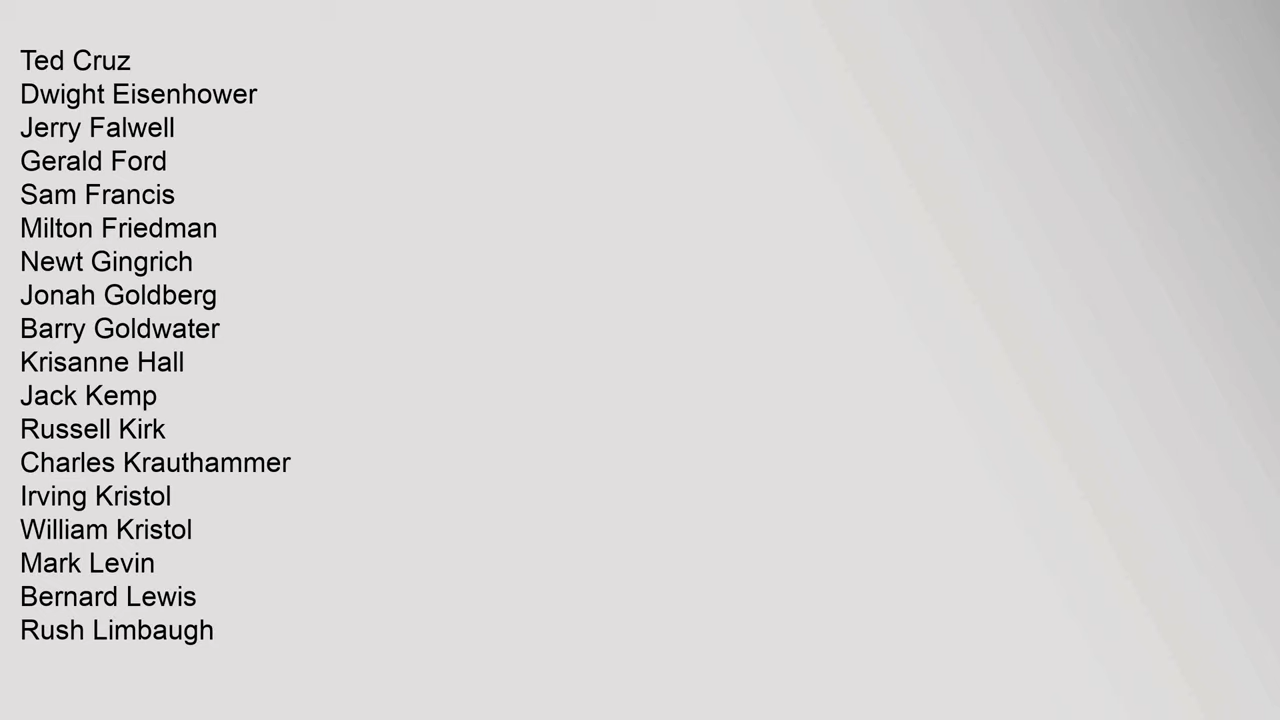 Ted Cruz
Dwight Eisenhower
Jerry Falwell
Gerald Ford
Sam Francis
Milton Friedman
Newt Gingrich
Jonah Goldberg
Barry Goldwater
Krisanne Hall
Jack Kemp
Russell Kirk
Charles Krauthammer
Irving Kristol
William Kristol
Mark Levin
Bernard Lewis
Rush Limbaugh